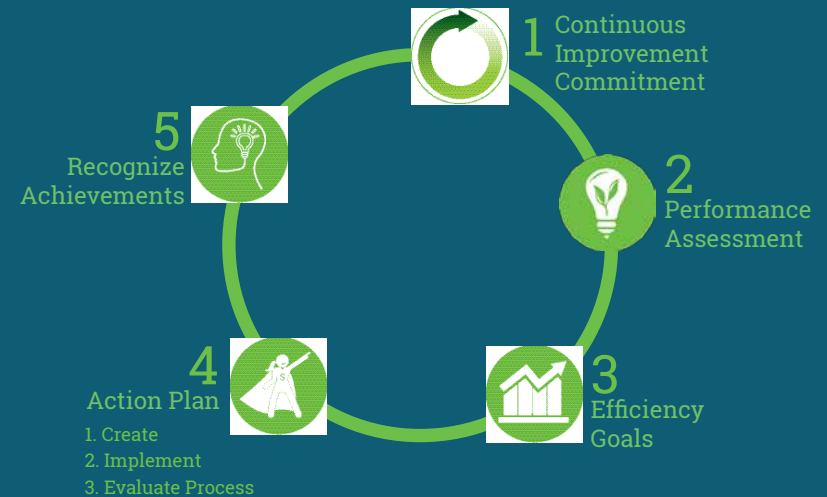 1
Continuous
Improvement
Commitment
2
Performance
Assessment
3
Efficiency
Goals
4
Action Plan
1. Create
2. Implement
3. Evaluate Process
5
Recognize
Achievements
S